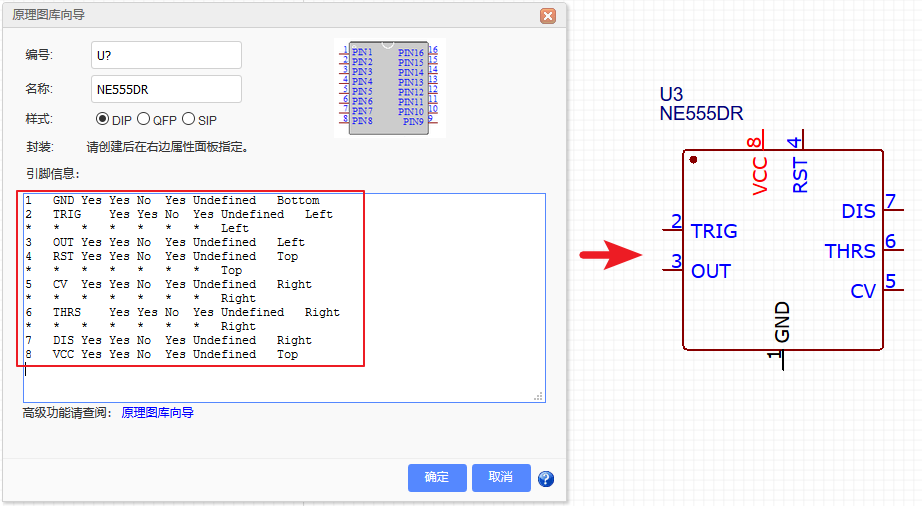 原理图库向导
编号:
U?
名称:
NE555DR
样式:
DIP
QFP
SIP
封装:
请创建后在右边属性面板指定。
1 PIN1 PIN16 16
2 PIN2 PIN15 15
3 PIN3 PIN14 14
4 PIN4 PIN13 13
5 PIN5 PIN12 12
6 PIN6 PIN11 11
7 PIN7 PIN10 10
8 PIN8 PIN9 9
引脚信息:
1 GND Yes Yes No Yes Undefined Bottom
2 TRIG Yes Yes No Yes Undefined Left
* * * * * * * Left
3 OUT Yes Yes No Yes Undefined Left
4 RST Yes Yes No Yes Undefined Top
* * * * * * * Top
5 CV Yes Yes No Yes Undefined Right
* * * * * * * Right
6 THRS Yes Yes No Yes Undefined Right
* * * * * * * Right
7 DIS Yes Yes No Yes Undefined Right
8 VCC Yes Yes No Yes Undefined Top
高级功能请查阅: 原理图库向导
确定
取消
?
U3
NE555DR
8
VCC
4
RST
2
TRIG
3
OUT
DIS
7
THRS
6
CV
5
GND
1